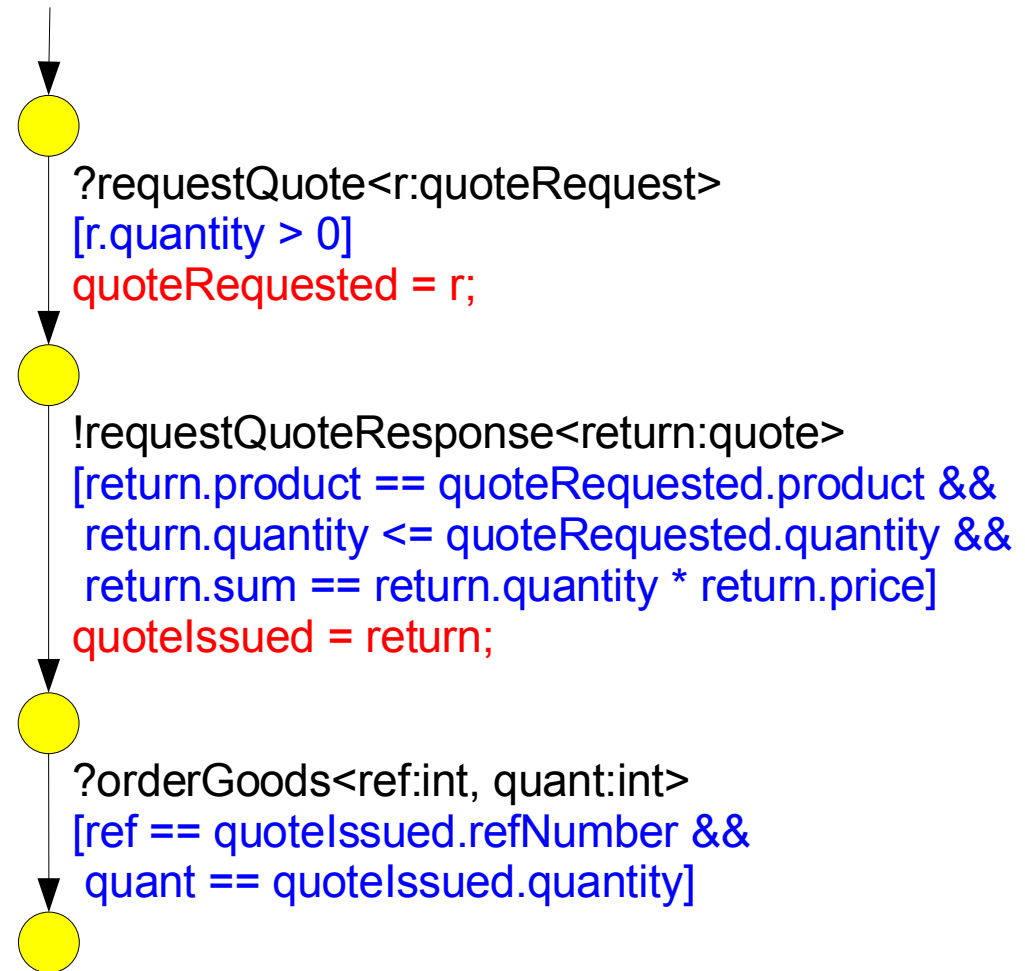 ?requestQuote<r:quoteRequest>
[r.quantity > 0]
quoteRequested = r;
!requestQuoteResponse<return:quote>
[return.product == quoteRequested.product &&
return.quantity <= quoteRequested.quantity &&
return.sum == return.quantity * return.price]
quoteIssued = return;
?orderGoods<ref:int, quant:int>
[ref == quoteIssued.refNumber &&
quant == quoteIssued.quantity]